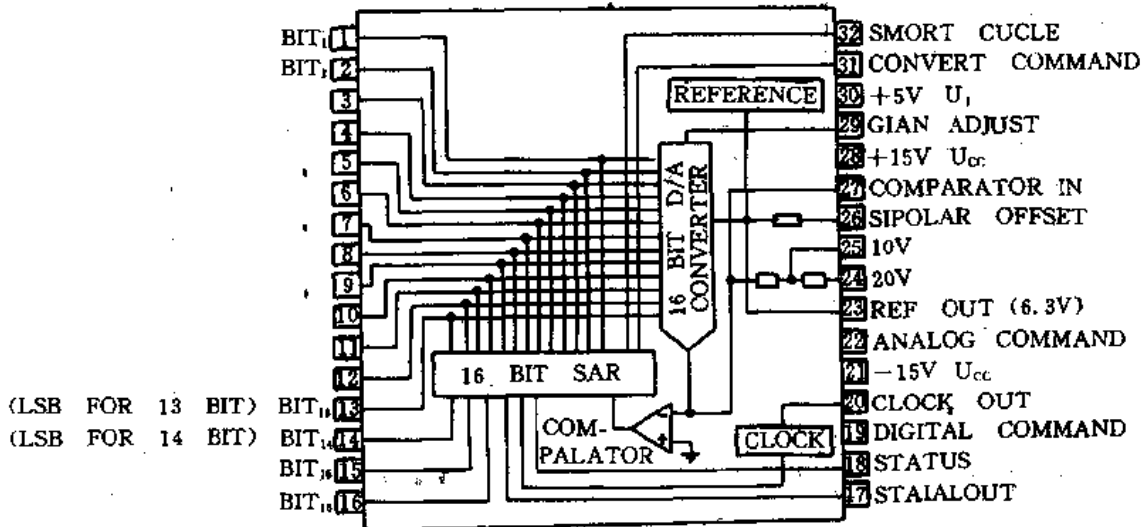 BIT₁ 1
BIT₂ 2
3
4
5
6
7
8
9
10
11
12
(LSB FOR 13 BIT) BIT₁₃ 13
(LSB FOR 14 BIT) BIT₁₄ 14
BIT 15
BIT 16
REFERENCE
16 BIT D/A
CONVERTER
16 BIT SAR
COM-
PALATOR
CLOCK
32 SMORT CUCLE
31 CONVERT COMMAND
30 +5V U₁
29 GIAN ADJUST
28 +15V Ucc
27 COMPARATOR IN
26 SIPOLAR OFFSET
25 10V
24 20V
23 REF OUT (6.3V)
22 ANALOG COMMAND
21 −15V Ucc
20 CLOCK OUT
19 DIGITAL COMMAND
18 STATUS
17 STAIALOUT